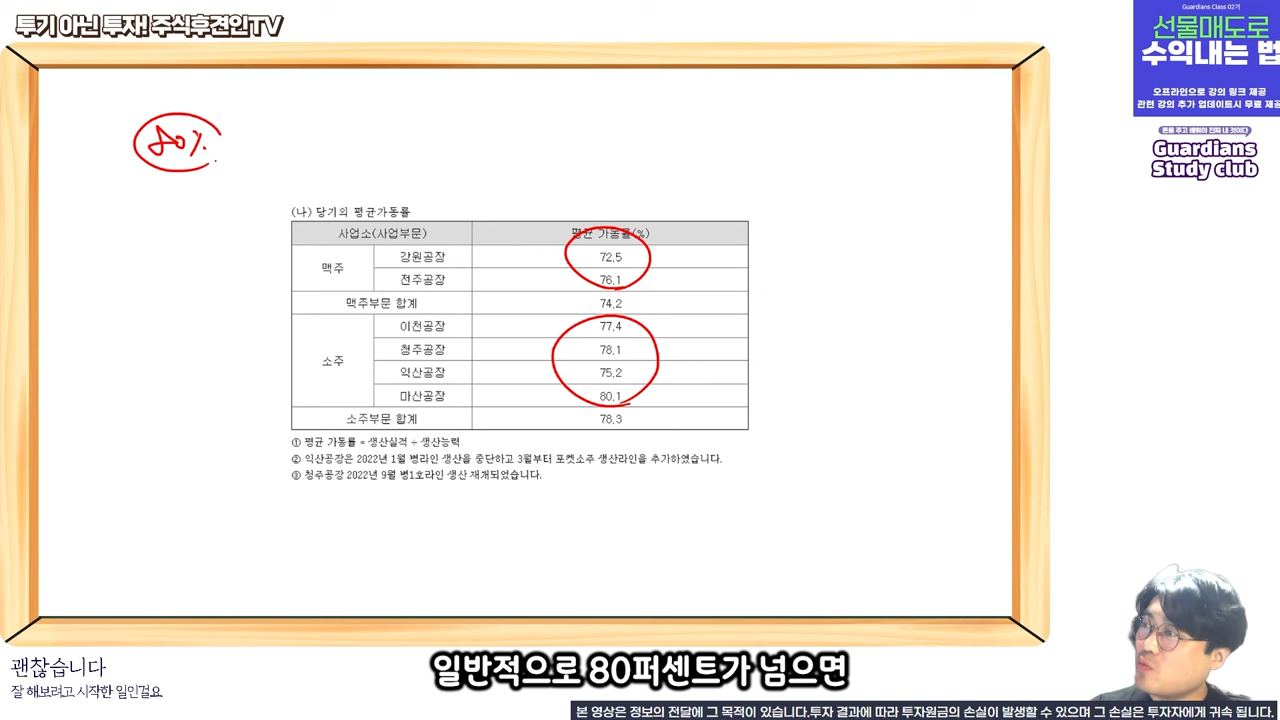 투기 아닌 투재! 주식후견인TV
Guardians Class 02기
선물매도로
수익내는 법
오프라인으로 강의 링크 제공
관련 강의 추가 업데이트시 무료 제공
돈을 주고 배워야 진짜 내 것이다
Guardians
Study club
80%
(나) 당기의 평균가동률
사업소(사업부문) 평균 가동률(%)
맥주 강원공장 72.5
전주공장 76.1
맥주부문 합계 74.2
소주 이천공장 77.4
청주공장 78.1
익산공장 75.2
마산공장 80.1
소주부문 합계 78.3
① 평균 가동률 = 생산실적 ÷ 생산능력
② 익산공장은 2022년 1월 병라인 생산을 중단하고 3월부터 포켓소주 생산라인을 추가하였습니다.
③ 청주공장 2022년 9월 병1호라인 생산 재개되었습니다.
괜찮습니다
잘 해보려고 시작한 일인걸요
일반적으로 80퍼센트가 넘으면
본 영상은 정보의 전달에 그 목적이 있습니다.투자 결과에 따라 투자원금의 손실이 발생할 수 있으며 그 손실은 투자자에게 귀속 됩니다.